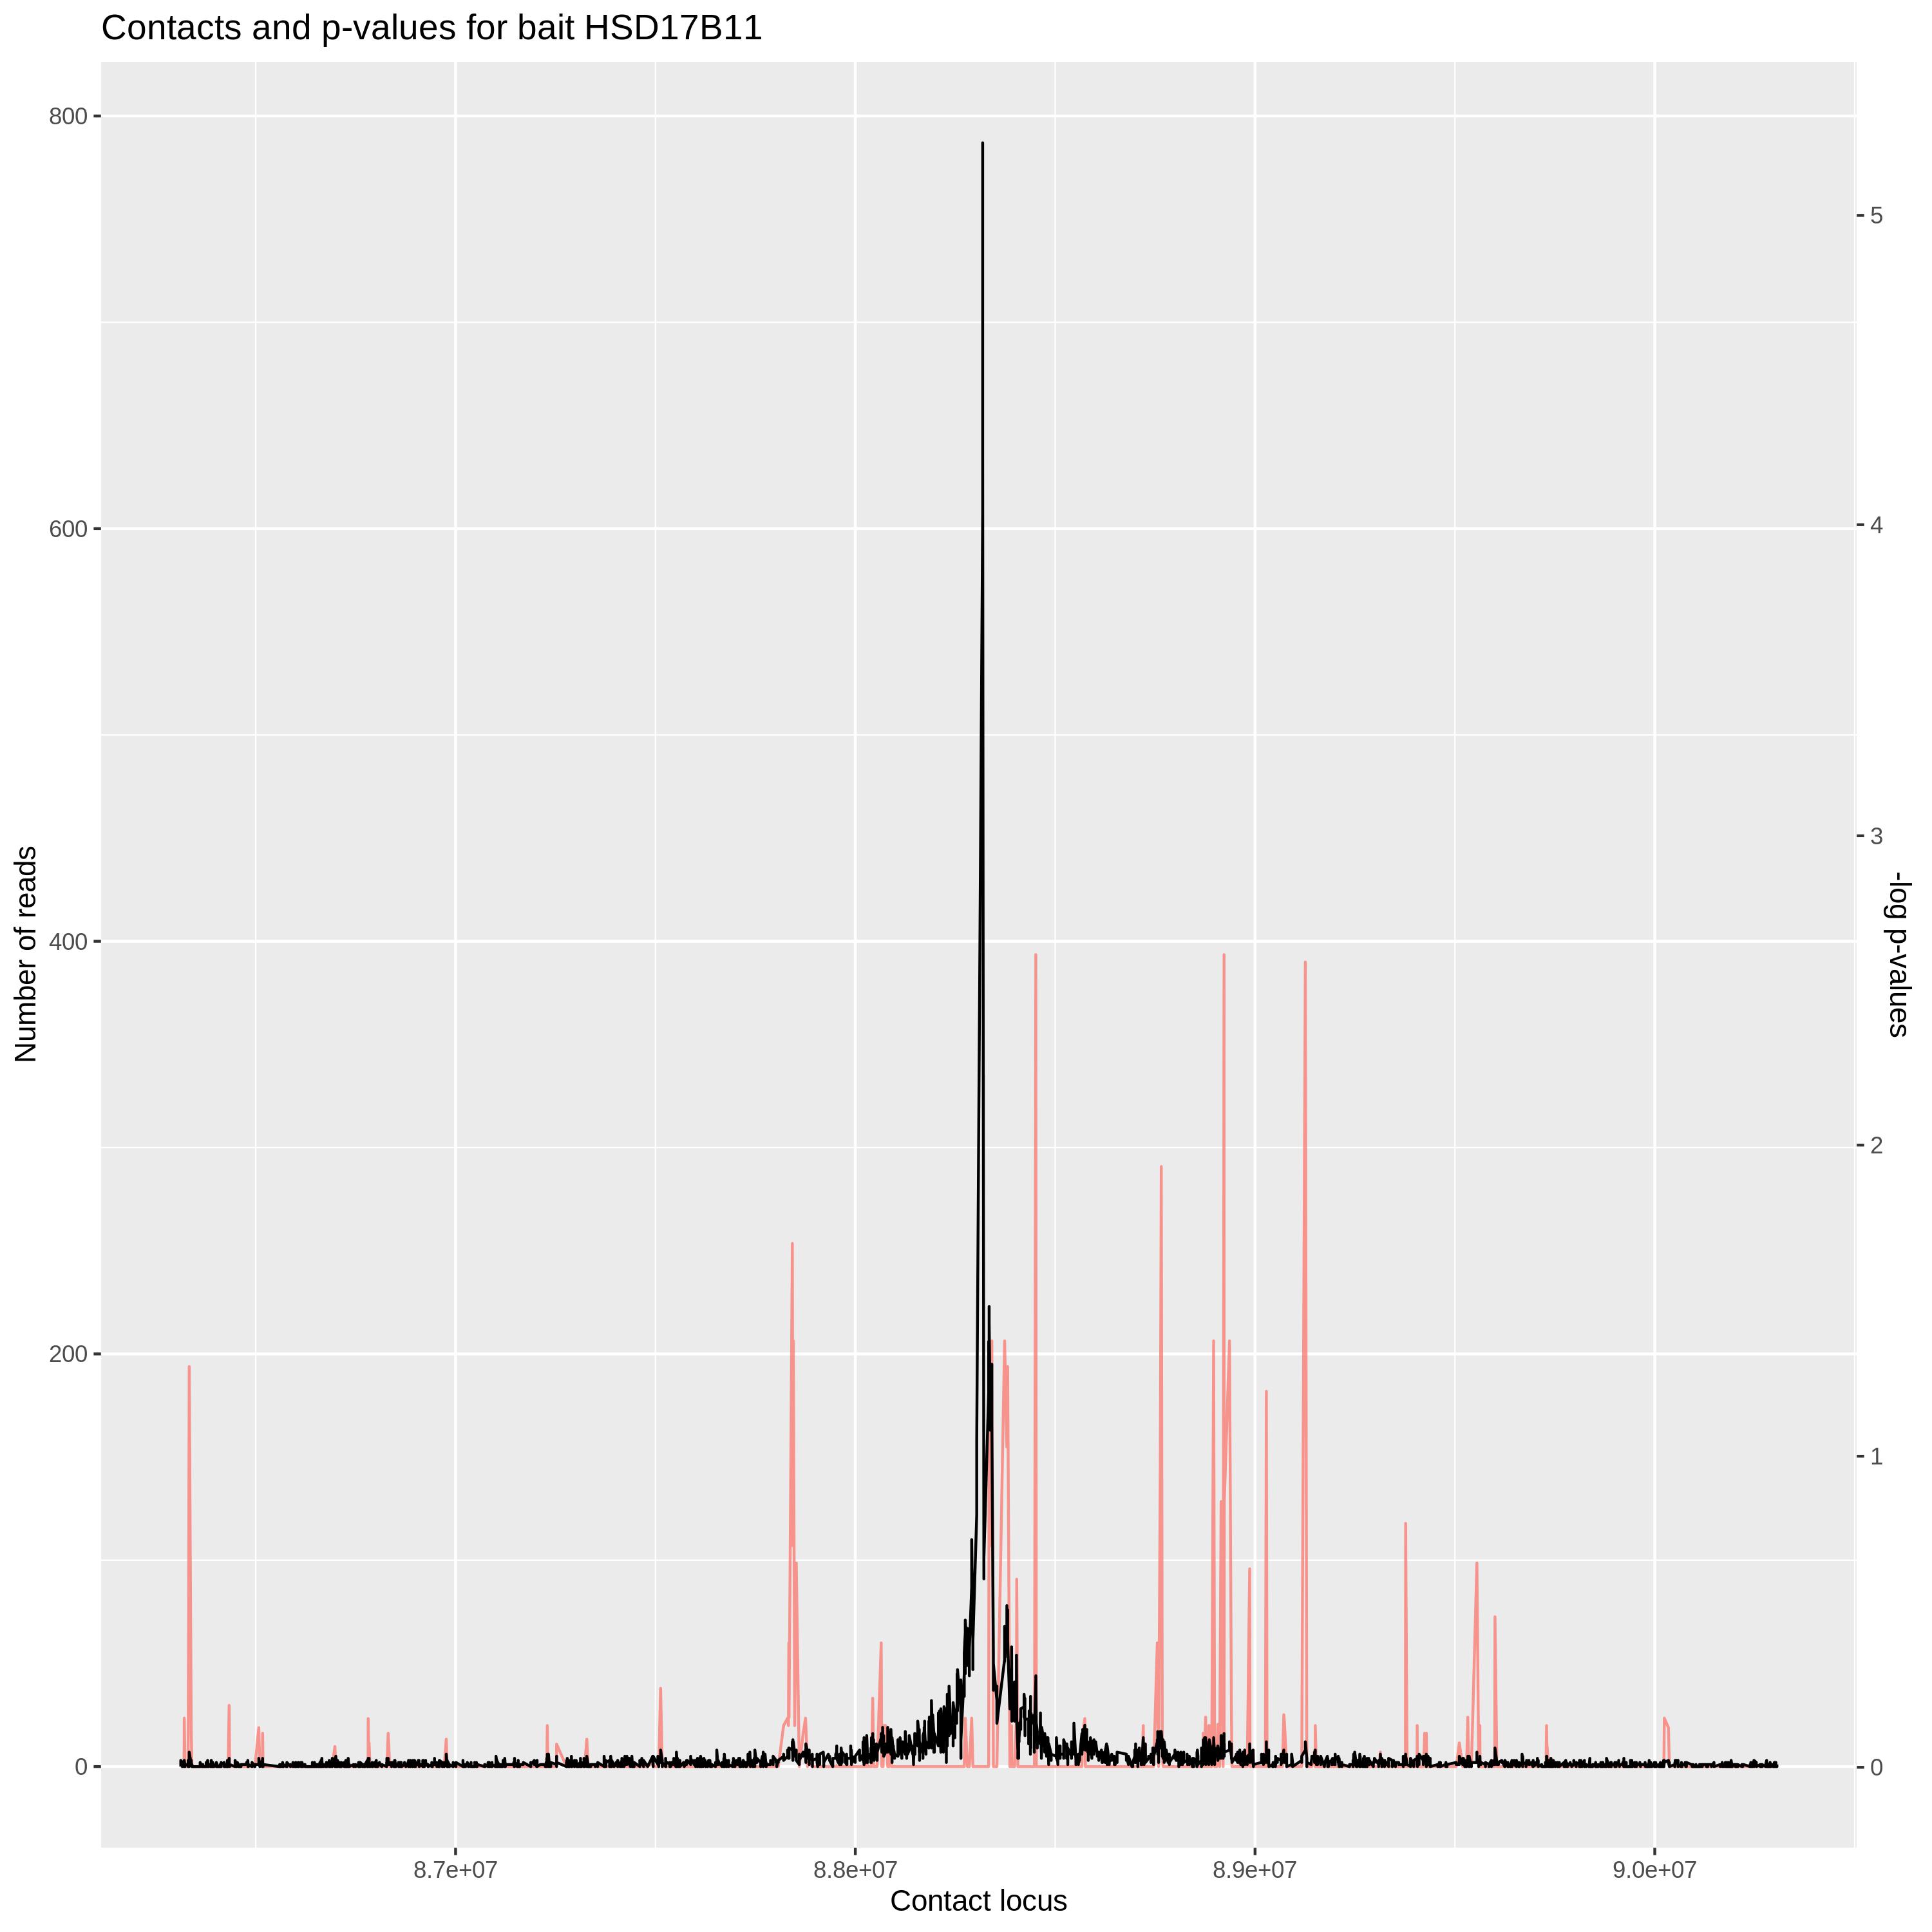 Contacts and p-values for bait HSD17B11
800
600
400
200
0
Number of reads
5
4
3
2
1
0
-log p-values
8.7e+07 8.8e+07 8.9e+07 9.0e+07
Contact locus